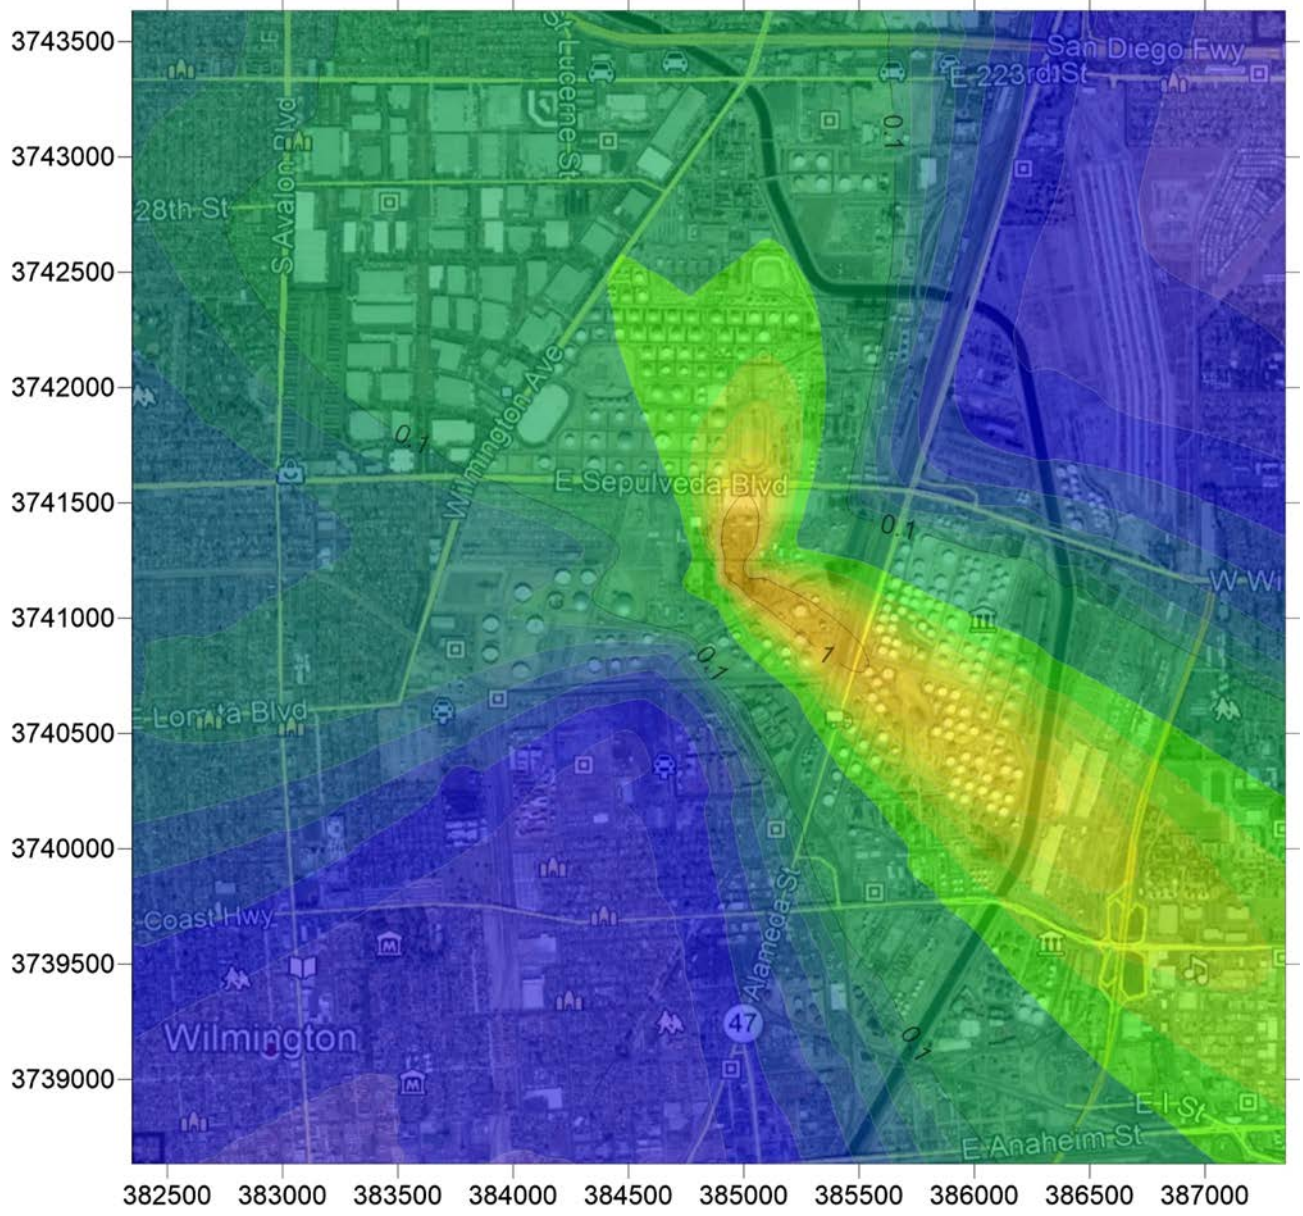 3743500
3743000
3742500
3742000
3741500
3741000
3740500
3740000
3739500
3739000
382500 383000 383500 384000 384500 385000 385500 386000 386500 387000
San Diego Fwy
E 223rd St
S Avalon Blvd
St
Lucerne St
0.1
28th St
Wilmington Ave
0.1
E Sepulveda Blvd
0.1
W Wi
1
0.1
E Lomita Blvd
Coast Hwy
Alameda St
47
Wilmington
0.1
E I St
E Anaheim St